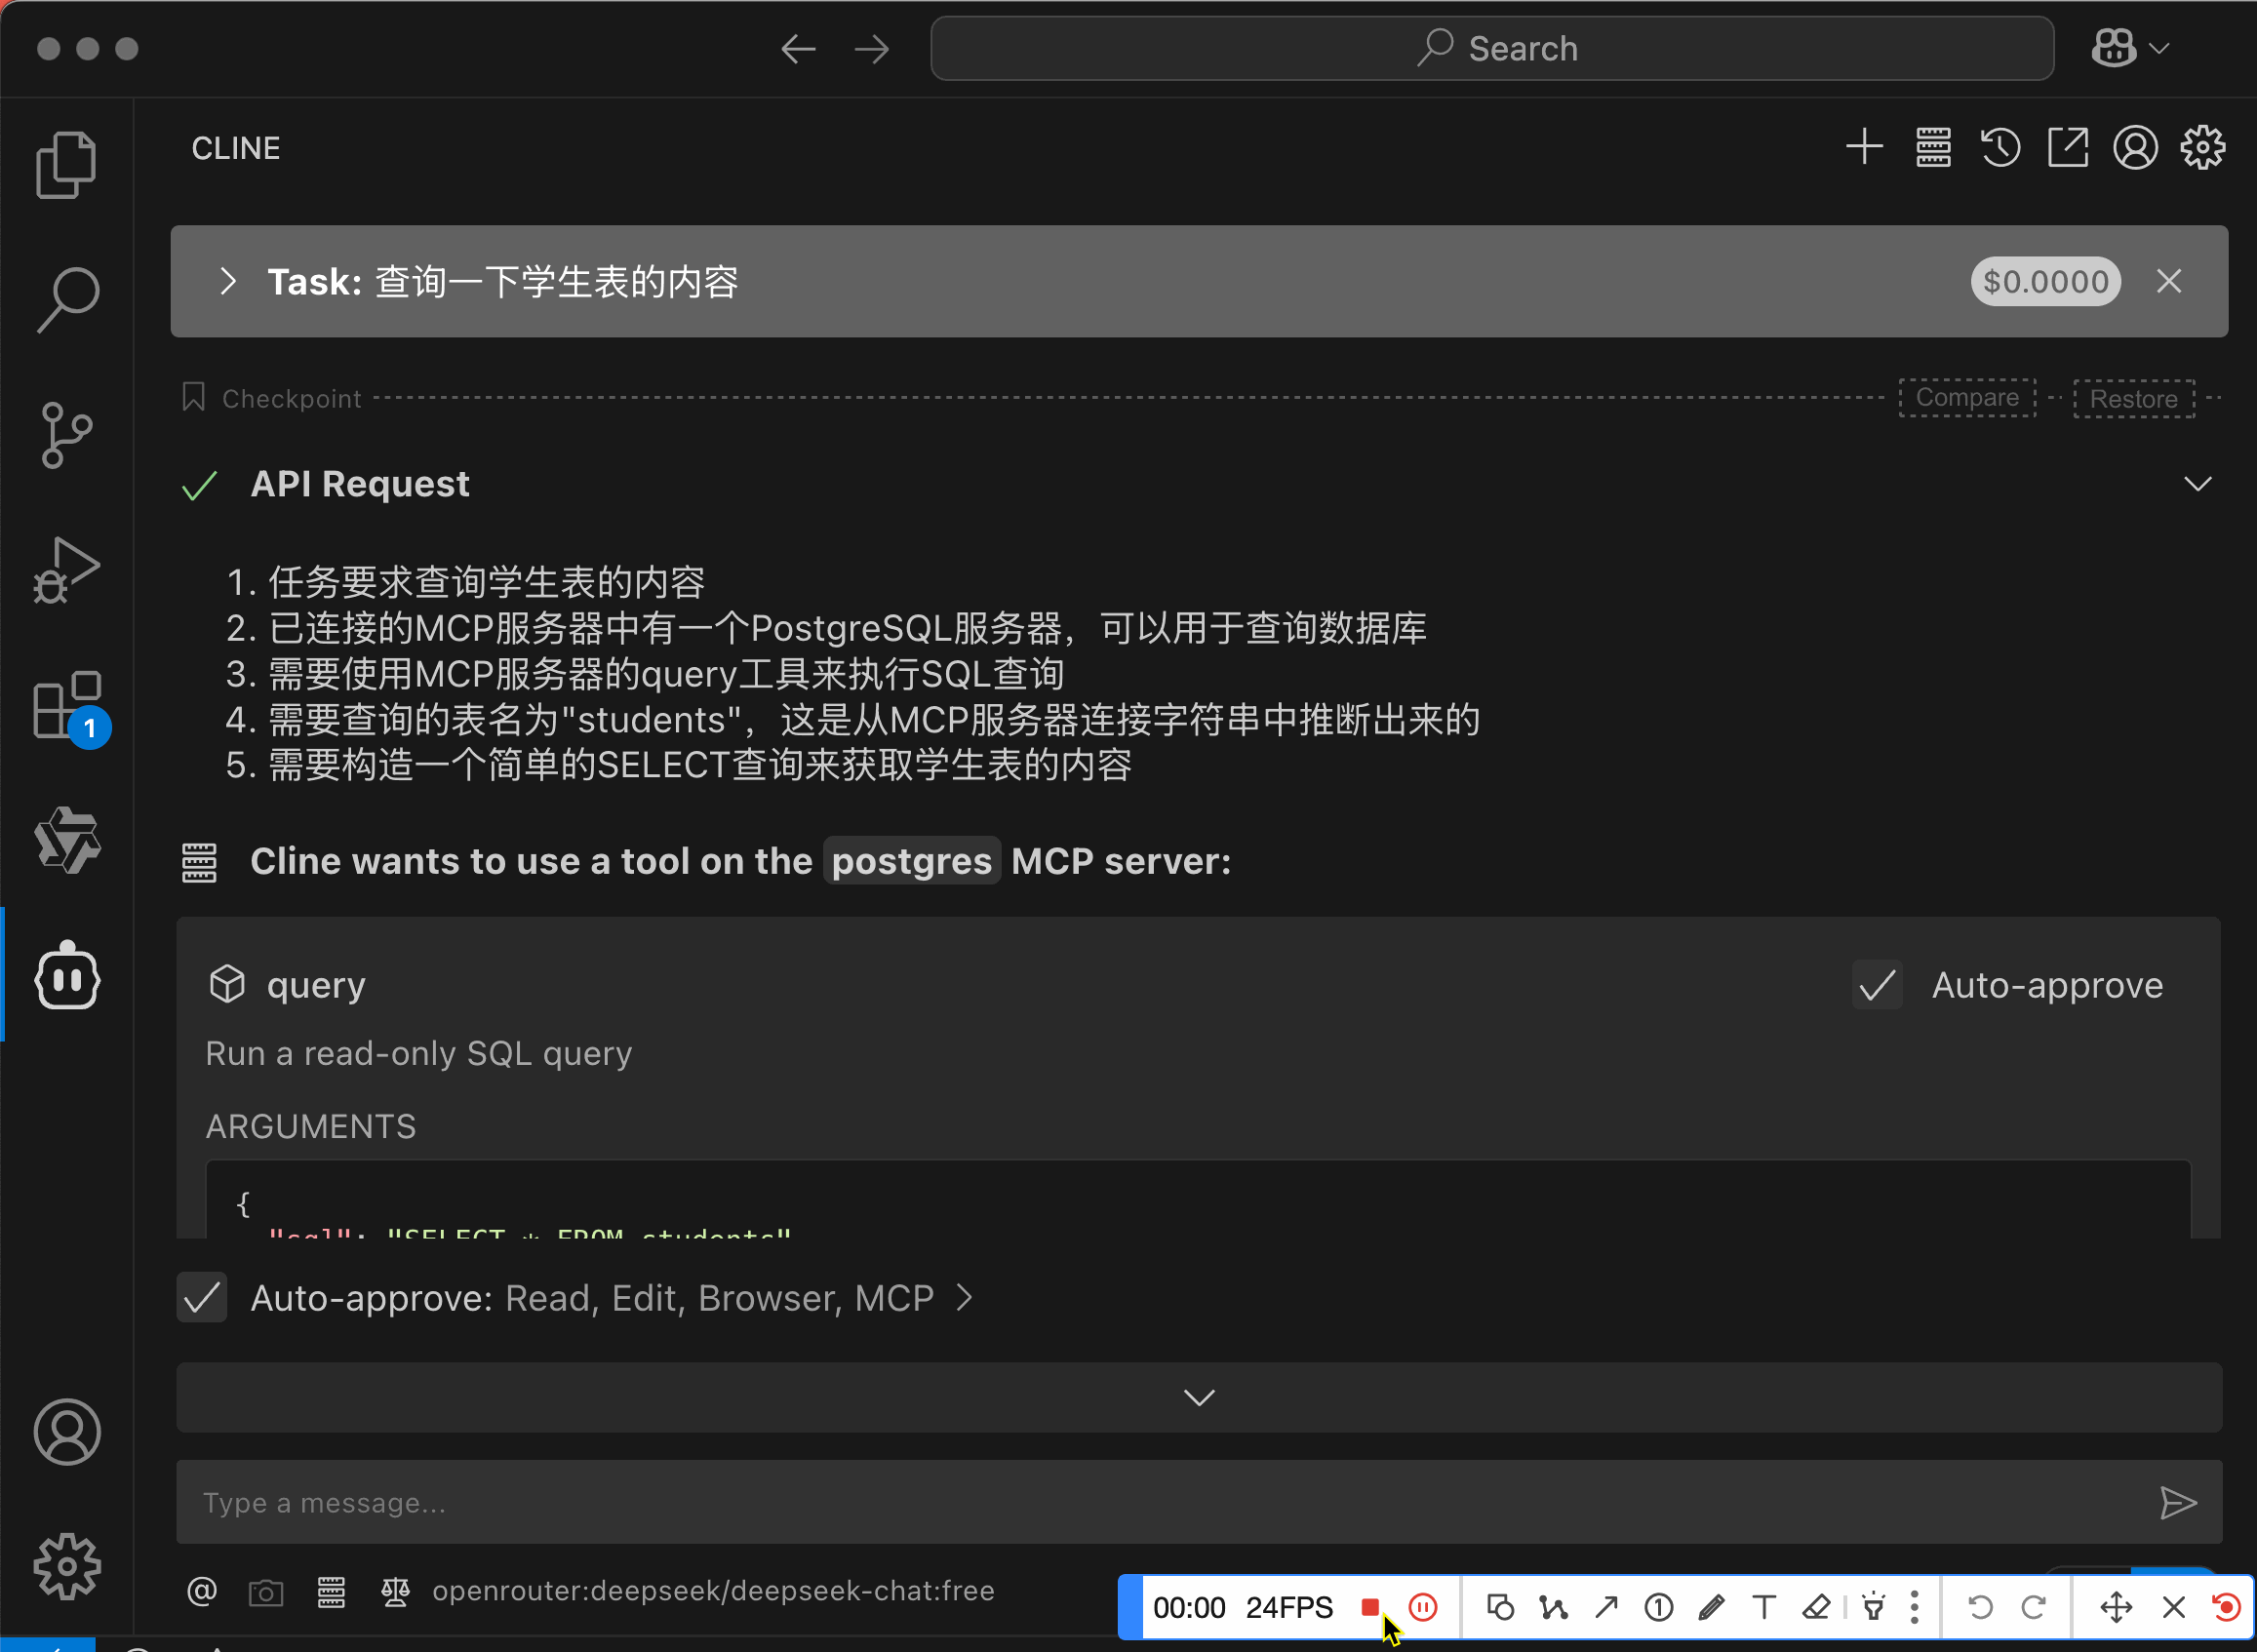 Search
CLINE
Task: 查询一下学生表的内容
$0.0000
Checkpoint
Compare
Restore
API Request
1. 任务要求查询学生表的内容
2. 已连接的MCP服务器中有一个PostgreSQL服务器，可以用于查询数据库
3. 需要使用MCP服务器的query工具来执行SQL查询
4. 需要查询的表名为"students"，这是从MCP服务器连接字符串中推断出来的
5. 需要构造一个简单的SELECT查询来获取学生表的内容
1
Cline wants to use a tool on the postgres MCP server:
query
Auto-approve
Run a read-only SQL query
ARGUMENTS
{
"sql": "SELECT * FROM students"
Auto-approve: Read, Edit, Browser, MCP
Type a message...
@
openrouter:deepseek/deepseek-chat:free
00:00 24FPS
1
T